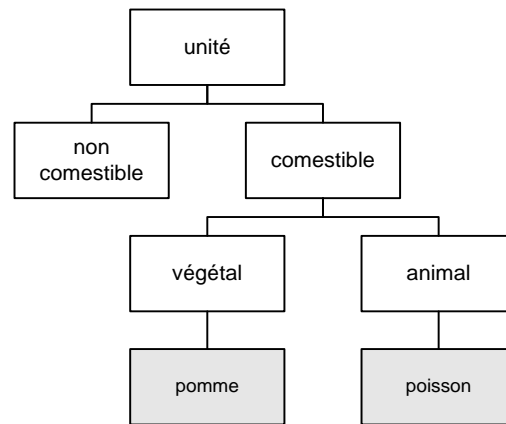 unité
non
comestible
comestible
végétal
animal
pomme
poisson